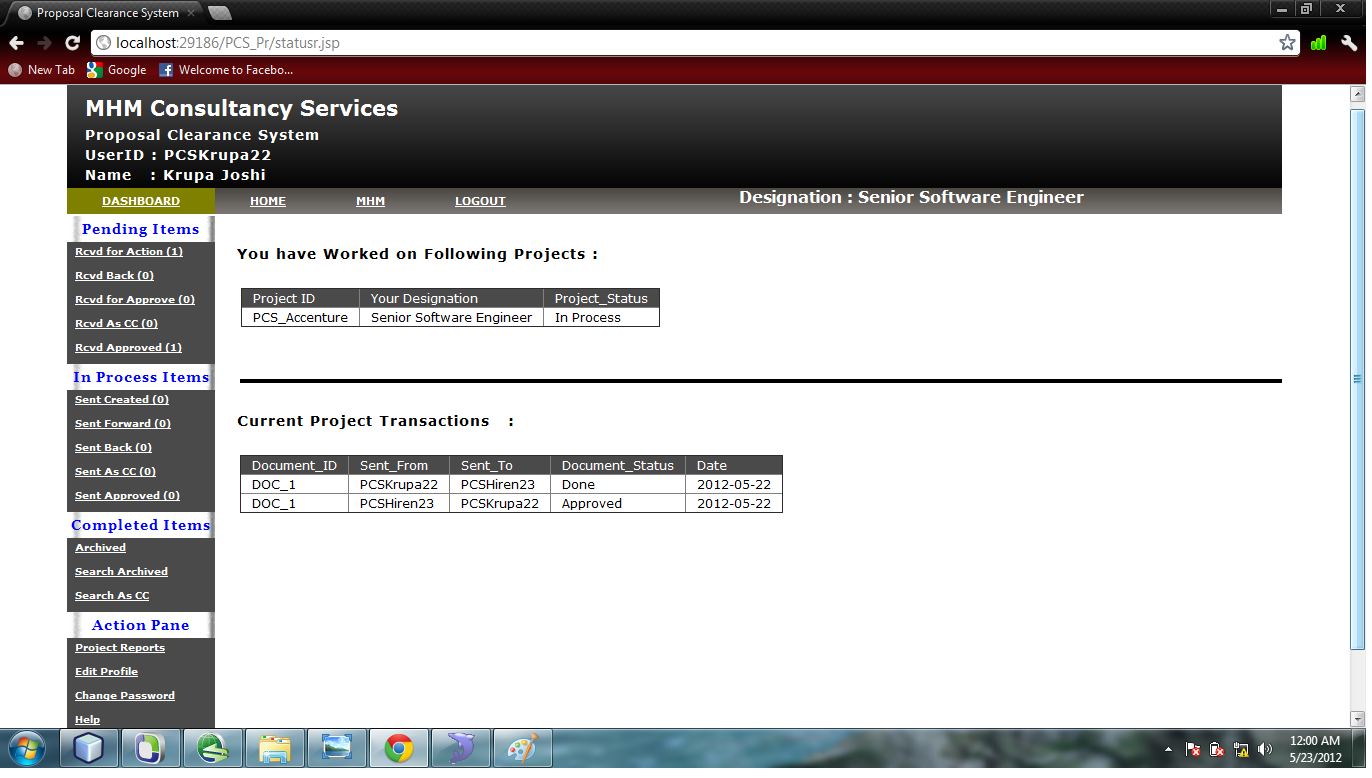 Proposal Clearance System
localhost:29186/PCS_Pr/statusr.jsp
New Tab Google Welcome to Facebo...
MHM Consultancy Services
Proposal Clearance System
UserID : PCSKrupa22
Name : Krupa Joshi
DASHBOARD HOME MHM LOGOUT Designation : Senior Software Engineer
Pending Items
Rcvd for Action (1)
Rcvd Back (0)
Rcvd for Approve (0)
Rcvd As CC (0)
Rcvd Approved (1)
In Process Items
Sent Created (0)
Sent Forward (0)
Sent Back (0)
Sent As CC (0)
Sent Approved (0)
Completed Items
Archived
Search Archived
Search As CC
Action Pane
Project Reports
Edit Profile
Change Password
Help
You have Worked on Following Projects :
Project ID Your Designation Project_Status
PCS_Accenture Senior Software Engineer In Process
Current Project Transactions :
Document_ID Sent_From Sent_To Document_Status Date
DOC_1 PCSKrupa22 PCSHiren23 Done 2012-05-22
DOC_1 PCSHiren23 PCSKrupa22 Approved 2012-05-22
12:00 AM
5/23/2012